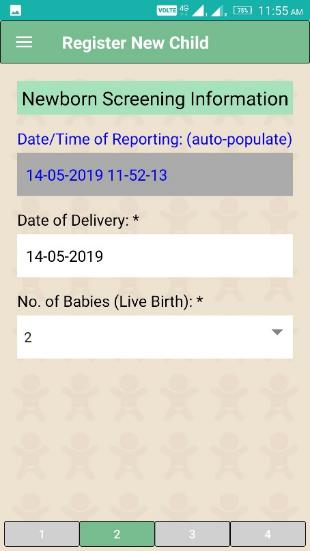 VOLTE 4G 75% 11:55 AM
Register New Child
Newborn Screening Information
Date/Time of Reporting: (auto-populate)
14-05-2019 11-52-13
Date of Delivery: *
14-05-2019
No. of Babies (Live Birth): *
2
1 2 3 4